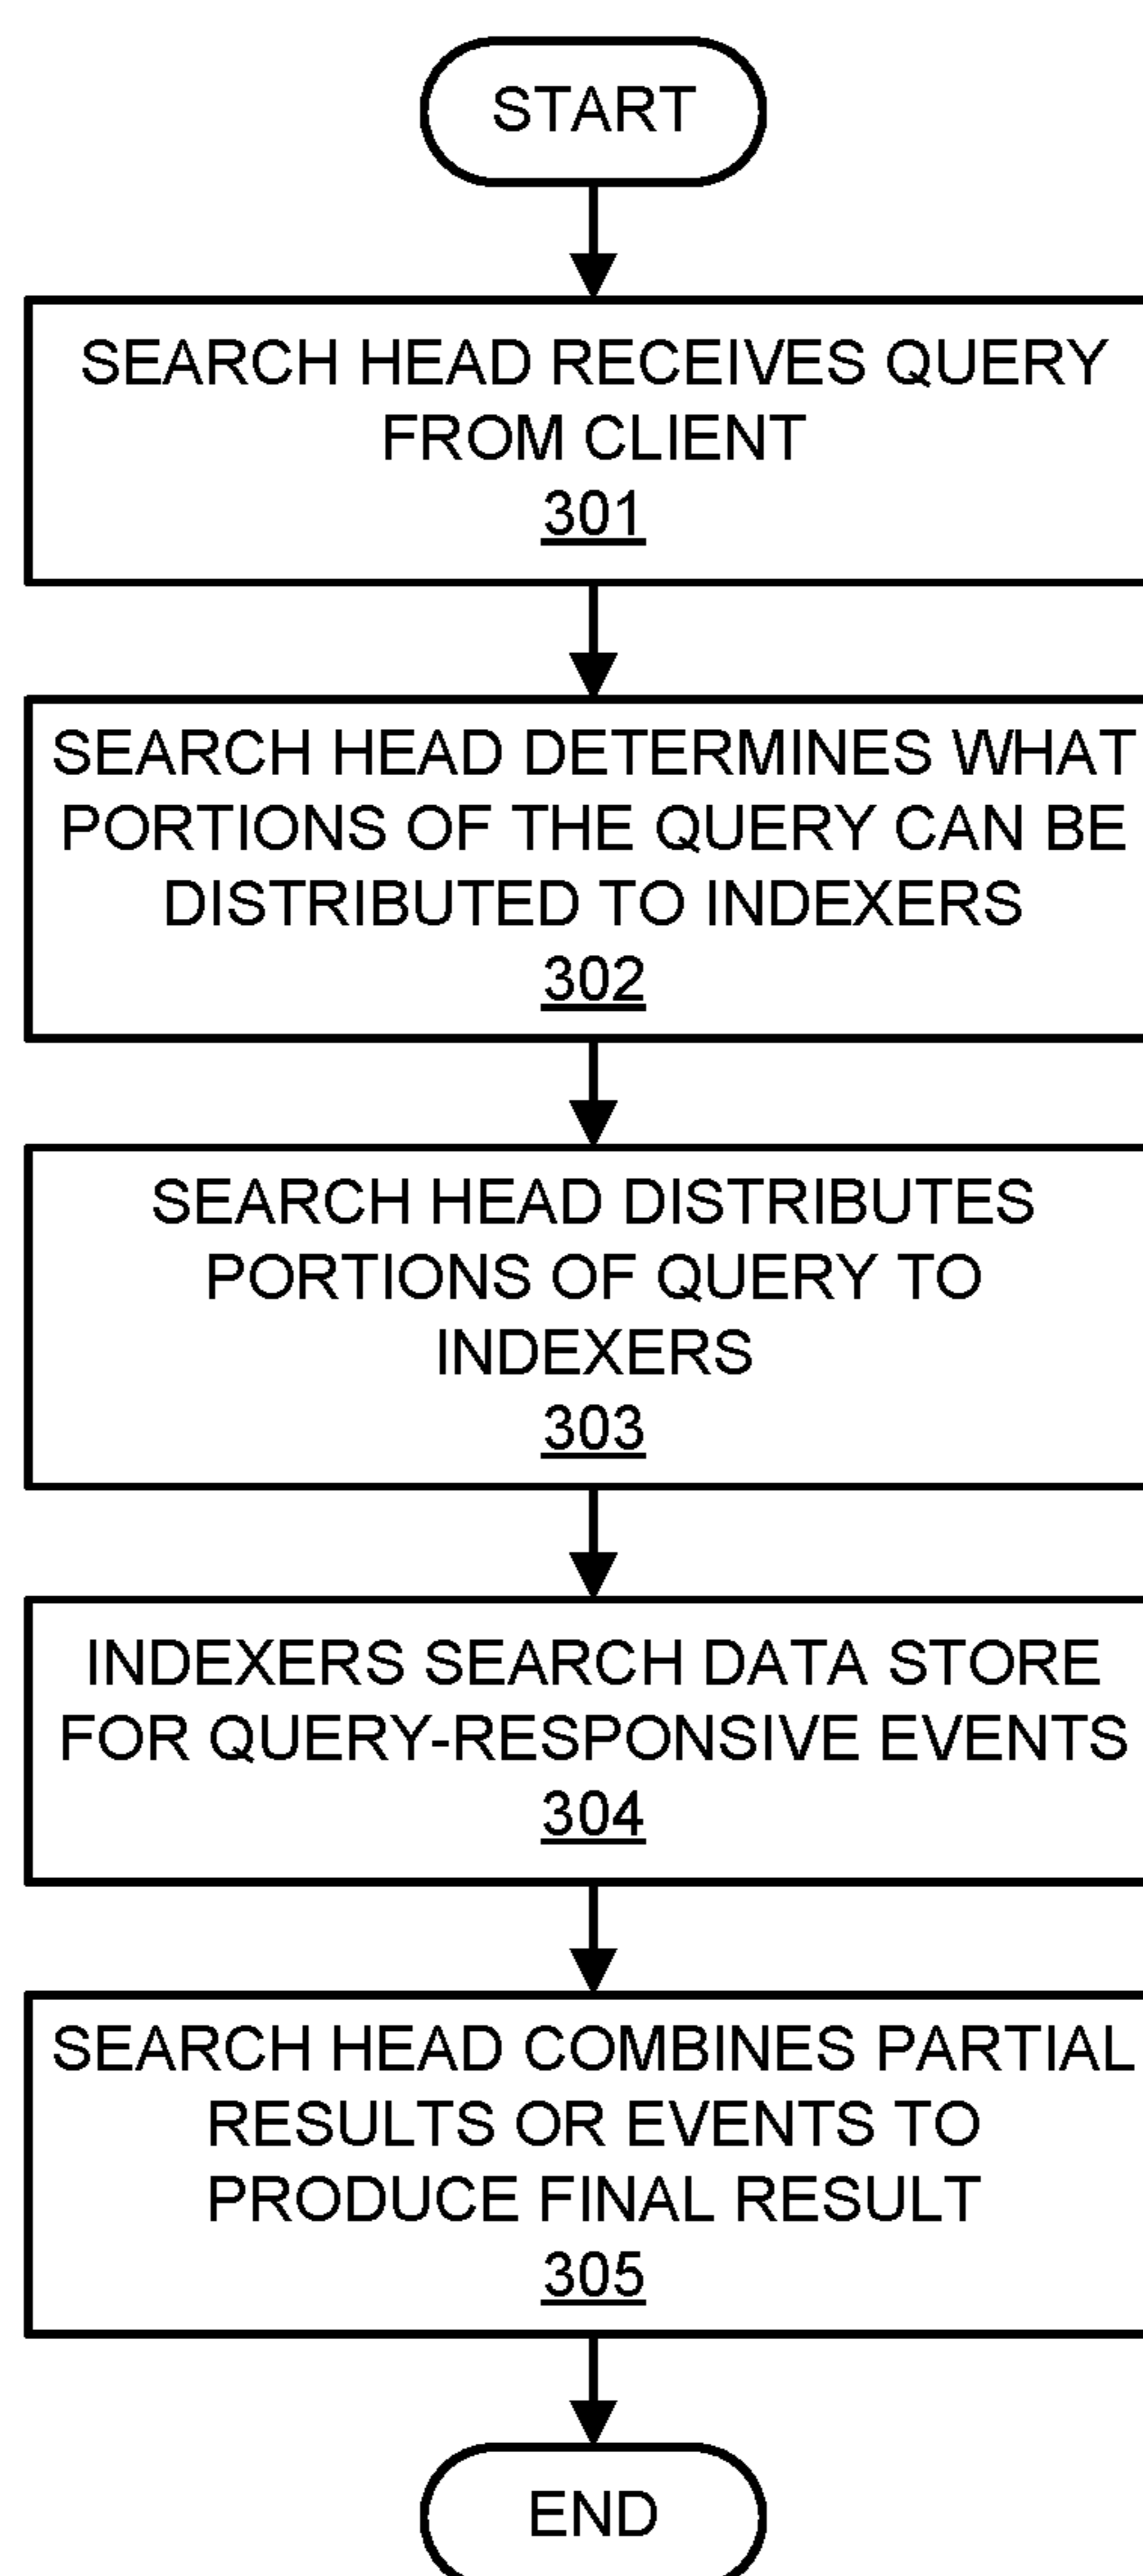 START
SEARCH HEAD RECEIVES QUERY
FROM CLIENT
301
SEARCH HEAD DETERMINES WHAT
PORTIONS OF THE QUERY CAN BE
DISTRIBUTED TO INDEXERS
302
SEARCH HEAD DISTRIBUTES
PORTIONS OF QUERY TO
INDEXERS
303
INDEXERS SEARCH DATA STORE
FOR QUERY-RESPONSIVE EVENTS
304
SEARCH HEAD COMBINES PARTIAL
RESULTS OR EVENTS TO
PRODUCE FINAL RESULT
305
END